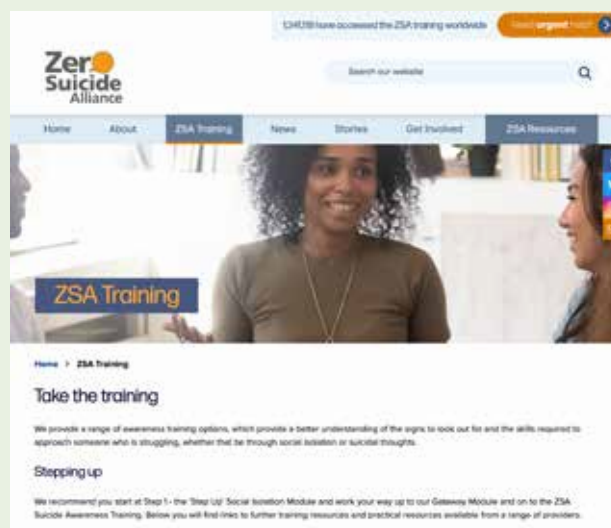 have accessed the ZSA training worldwide
Need urgent help?
Zero
Suicide
Alliance
Search our website
Home About ZSA Training News Stories Get Involved ZSA Resources
ZSA Training
Home > ZSA Training
Take the training
We provide a range of awareness training options, which provide a better understanding of the signs to look out for and the skills required to
approach someone who is struggling, whether that be through social isolation or suicidal thoughts.
Stepping up
We recommend you start at Step 1 - the 'Step Up' Social Isolation Module and work your way up to our Gateway Module and on to the ZSA
Suicide Awareness Training. Below you will find links to further training resources and practical resources available from a range of providers.